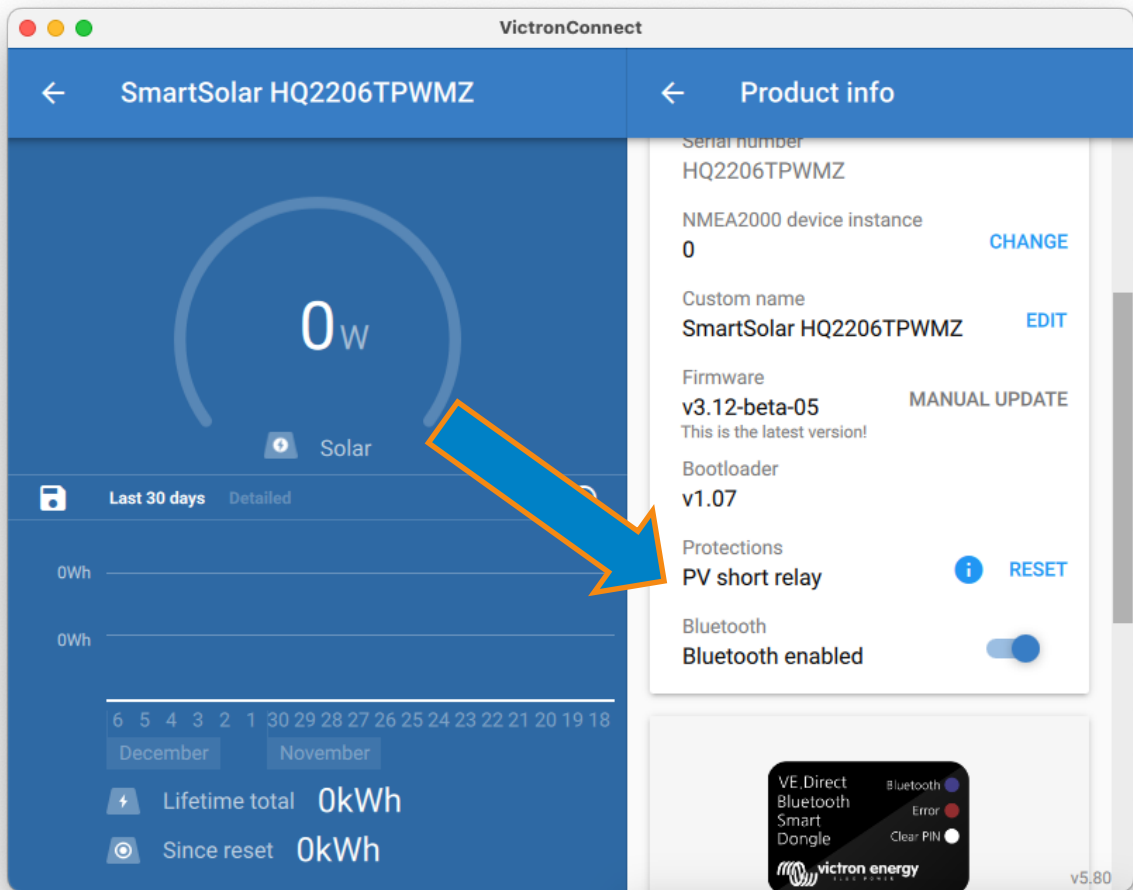 VictronConnect
SmartSolar HQ2206TPWMZ
0W
Solar
Last 30 days Detailed
0Wh
0Wh
6 5 4 3 2 1 30 29 28 27 26 25 24 23 22 21 20 19 18
December November
Lifetime total 0kWh
Since reset 0kWh
Product info
Serial number
HQ2206TPWMZ
NMEA2000 device instance
0 CHANGE
Custom name
SmartSolar HQ2206TPWMZ EDIT
Firmware
v3.12-beta-05 MANUAL UPDATE
This is the latest version!
Bootloader
v1.07
Protections
PV short relay i RESET
Bluetooth
Bluetooth enabled
VE.Direct
Bluetooth
Smart
Dongle
Bluetooth
Error
Clear PIN
victron energy
BLUE POWER
v5.80